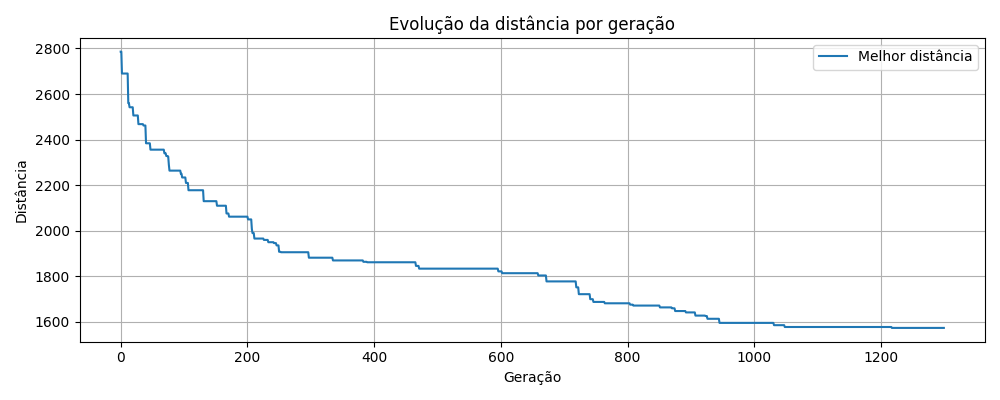 Evolução da distância por geração
Melhor distância
Distância
2800
2600
2400
2200
2000
1800
1600
0 200 400 600 800 1000 1200
Geração